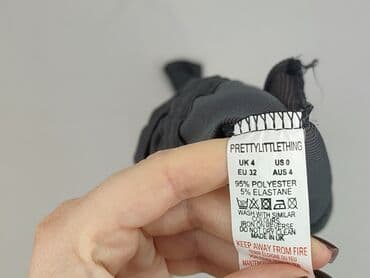 PRETTYLITTLETHING
UK 4 US 0
EU 32 AUS 4
95% POLYESTER
5% ELASTANE
WASH WITH SIMILAR
COLOURS
IRON ON REVERSE
DO NOT DRY CLEAN
MADE IN UK
KEEP AWAY FROM FIRE